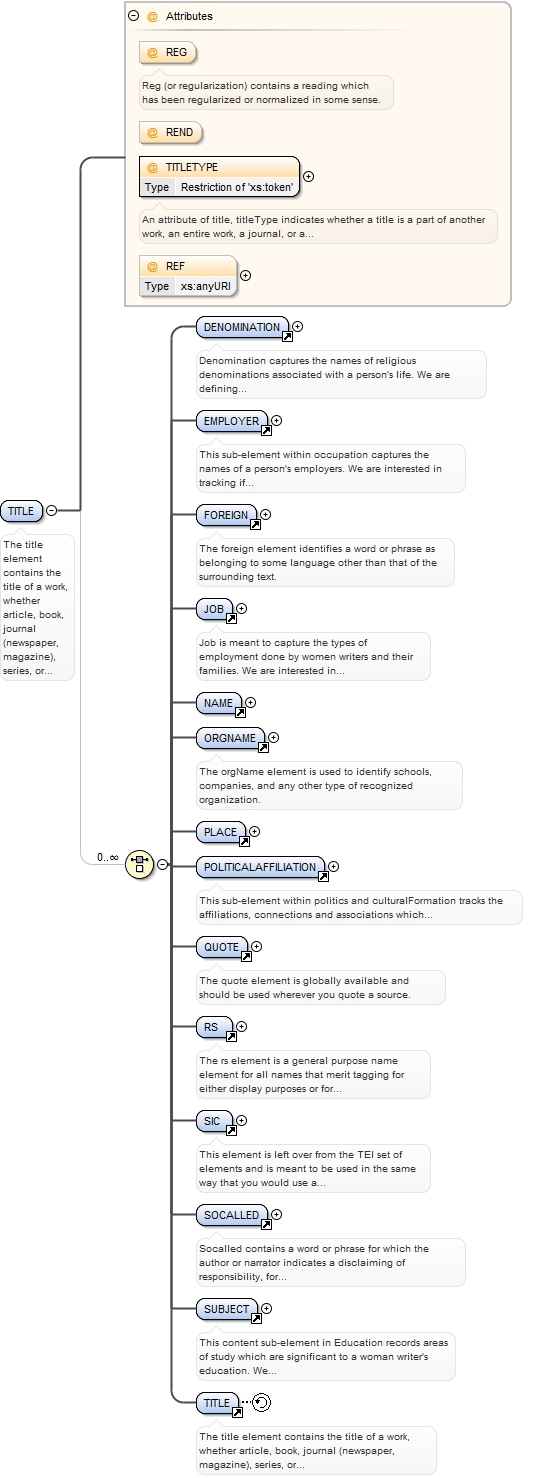 @ Attributes
@ REG
Reg (or regularization) contains a reading which
has been regularized or normalized in some sense.
@ REND
@ TITLETYPE
Type Restriction of 'xs:token'
An attribute of title, titleType indicates whether a title is a part of another
work, an entire work, a journal, or a...
@ REF
Type xs:anyURI
DENOMINATION
Denomination captures the names of religious
denominations associated with a person's life. We are
defining...
EMPLOYER
This sub-element within occupation captures the
names of a person's employers. We are interested in
tracking if...
TITLE
The title
element
contains the
title of a work,
whether
article, book,
journal
(newspaper,
magazine),
series, or...
FOREIGN
The foreign element identifies a word or phrase as
belonging to some language other than that of the
surrounding text.
JOB
Job is meant to capture the types of
employment done by women writers and their
families. We are interested in...
NAME
ORGNAME
The orgName element is used to identify schools,
companies, and any other type of recognized
organization.
PLACE
0..∞
POLITICALAFFILIATION
This sub-element within politics and culturalFormation tracks the
affiliations, connections and associations which...
QUOTE
The quote element is globally available and
should be used wherever you quote a source.
RS
The rs element is a general purpose name
element for all names that merit tagging for
either display purposes or for...
SIC
This element is left over from the TEI set of
elements and is meant to be used in the same
way that you would use a...
SOCALLED
Socalled contains a word or phrase for which the
author or narrator indicates a disclaiming of
responsibility, for...
SUBJECT
This content sub-element in Education records areas
of study which are significant to a woman writer's
education. We...
TITLE
The title element contains the title of a work,
whether article, book, journal (newspaper,
magazine), series, or...